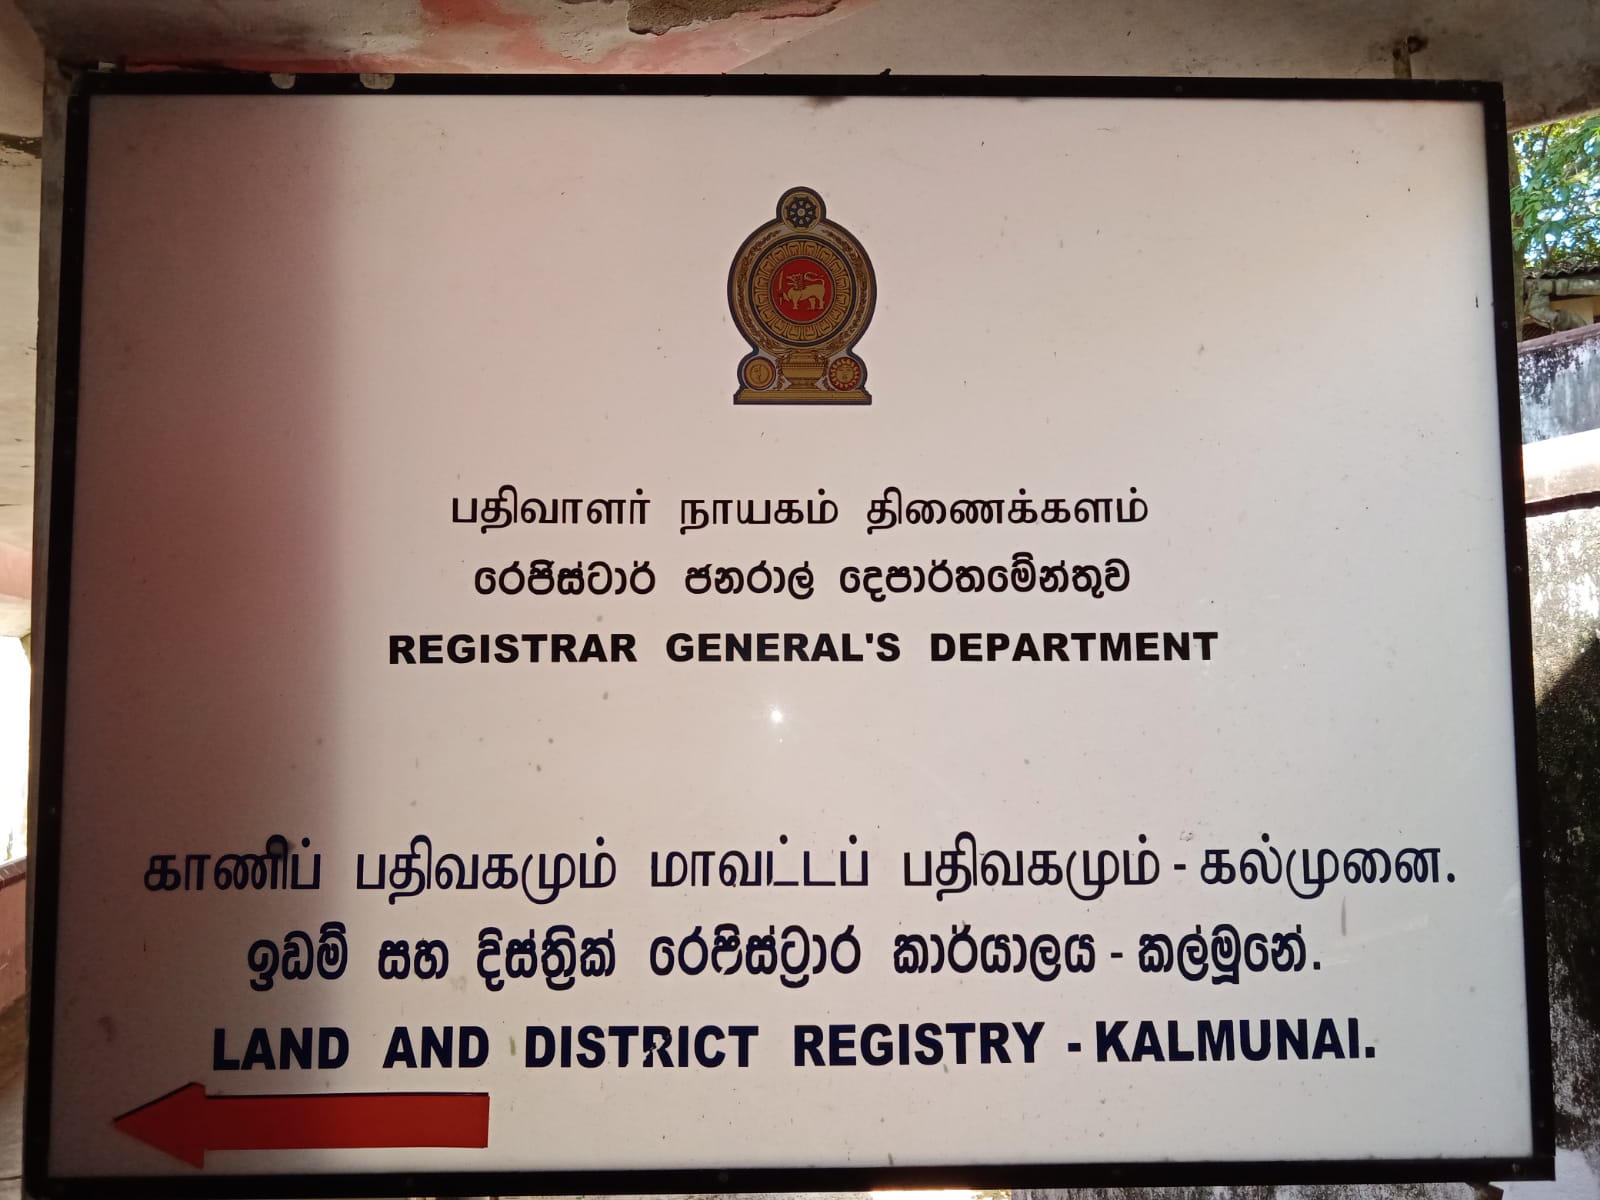 பதிவாளர் நாயகம் திணைக்களம்
රෙජිස්ටාර් ජනරාල් දෙපාර්තමේන්තුව
REGISTRAR GENERAL'S DEPARTMENT
காணிப் பதிவகமும் மாவட்டப் பதிவகமும் - கல்முனை.
ඉඩම් සහ දිස්ත්‍රික් රෙජිස්ට්‍රාර කාර්යාලය - කල්මූනේ.
LAND AND DISTRICT REGISTRY - KALMUNAI.